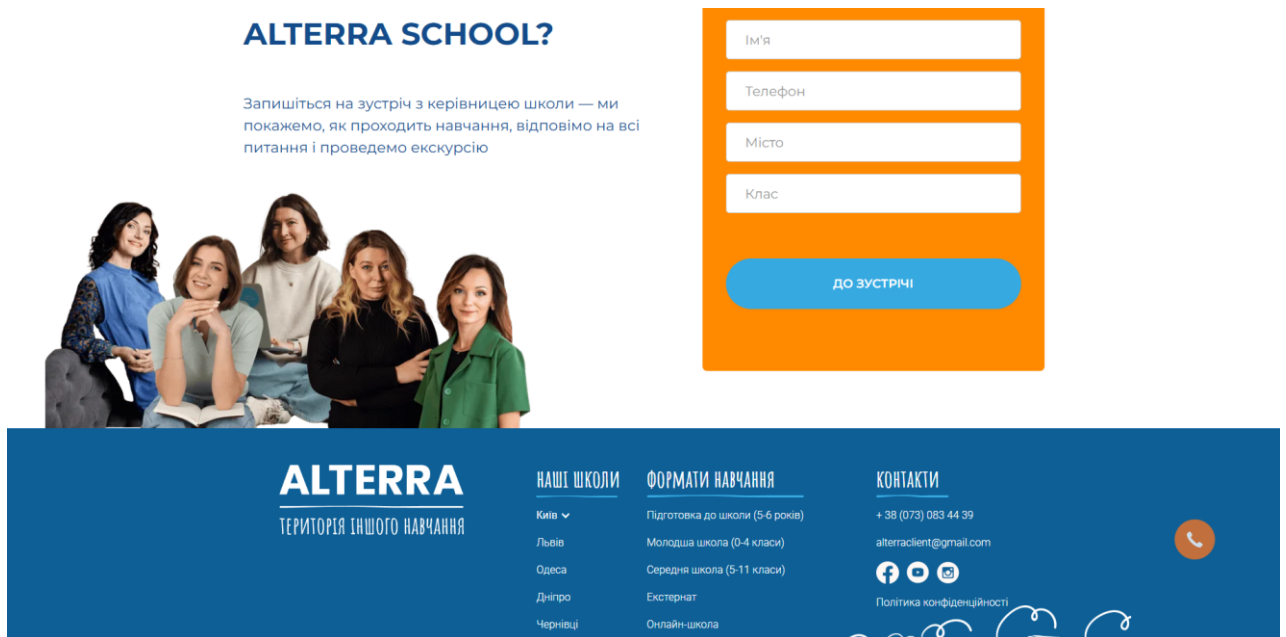 ALTERRA SCHOOL?
Запишіться на зустріч з керівницею школи — ми
покажемо, як проходить навчання, відповімо на всі
питання і проведемо екскурсію
Ім'я
Телефон
Місто
Клас
ДО ЗУСТРІЧІ
ALTERRA
ТЕРИТОРІЯ ІНШОГО НАВЧАННЯ
НАШІ ШКОЛИ
Київ
Львів
Одеса
Дніпро
Чернівці
ФОРМАТИ НАВЧАННЯ
Підготовка до школи (5-6 років)
Молодша школа (0-4 класи)
Середня школа (5-11 класи)
Екстернат
Онлайн-школа
КОНТАКТИ
+ 38 (073) 083 44 39
alterraclient@gmail.com
Політика конфіденційності